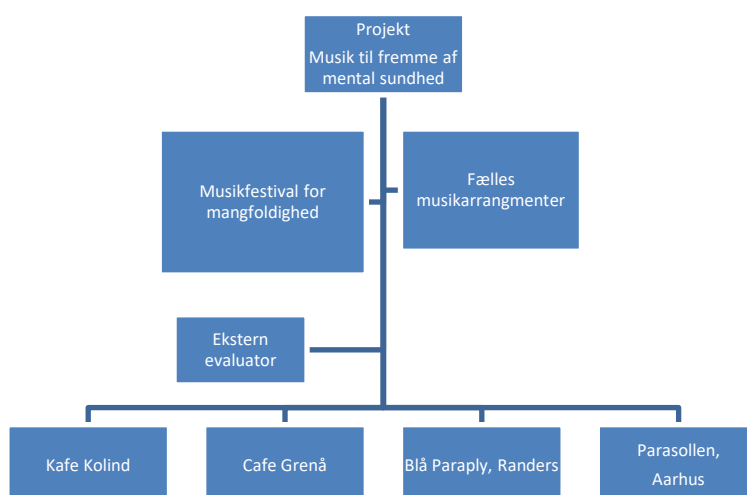 Projekt
Musik til fremme af
mental sundhed
Musikfestival for
mangfoldighed
Fælles
musikarrangmenter
Ekstern
evaluator
Kafe Kolind
Cafe Grenå
Blå Paraply, Randers
Parasollen,
Aarhus